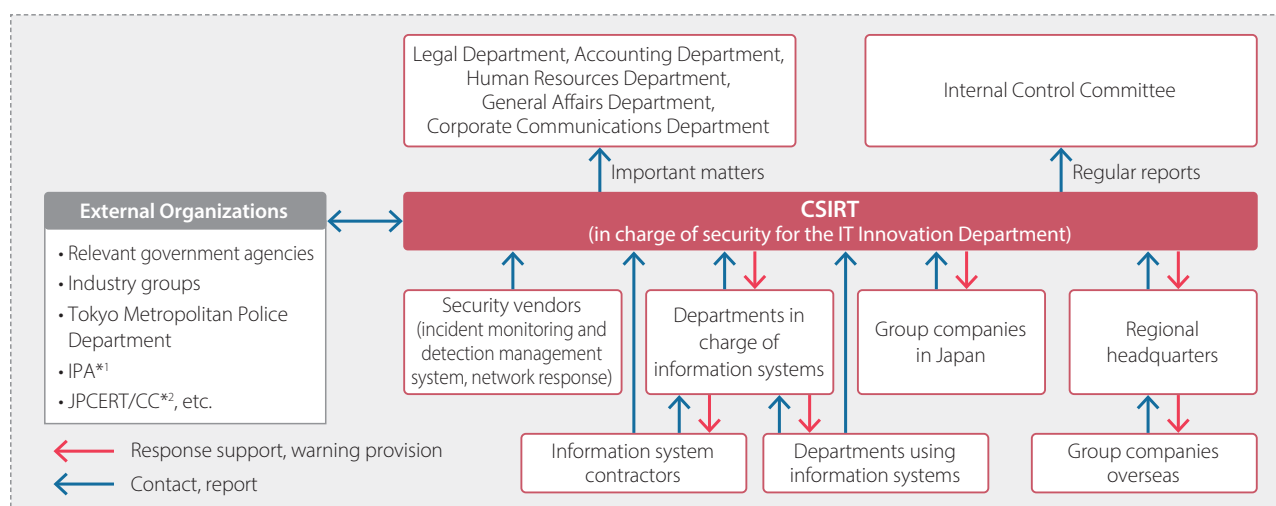 Legal Department, Accounting Department,
Human Resources Department,
General Affairs Department,
Corporate Communications Department
Internal Control Committee
Important matters
Regular reports
External Organizations
• Relevant government agencies
• Industry groups
• Tokyo Metropolitan Police
Department
• IPA*1
• JPCERT/CC*2, etc.
CSIRT
(in charge of security for the IT Innovation Department)
Security vendors
(incident monitoring and
detection management
system, network response)
Departments in
charge of
information systems
Group companies
in Japan
Regional
headquarters
Information system
contractors
Departments using
information systems
Group companies
overseas
Response support, warning provision
Contact, report